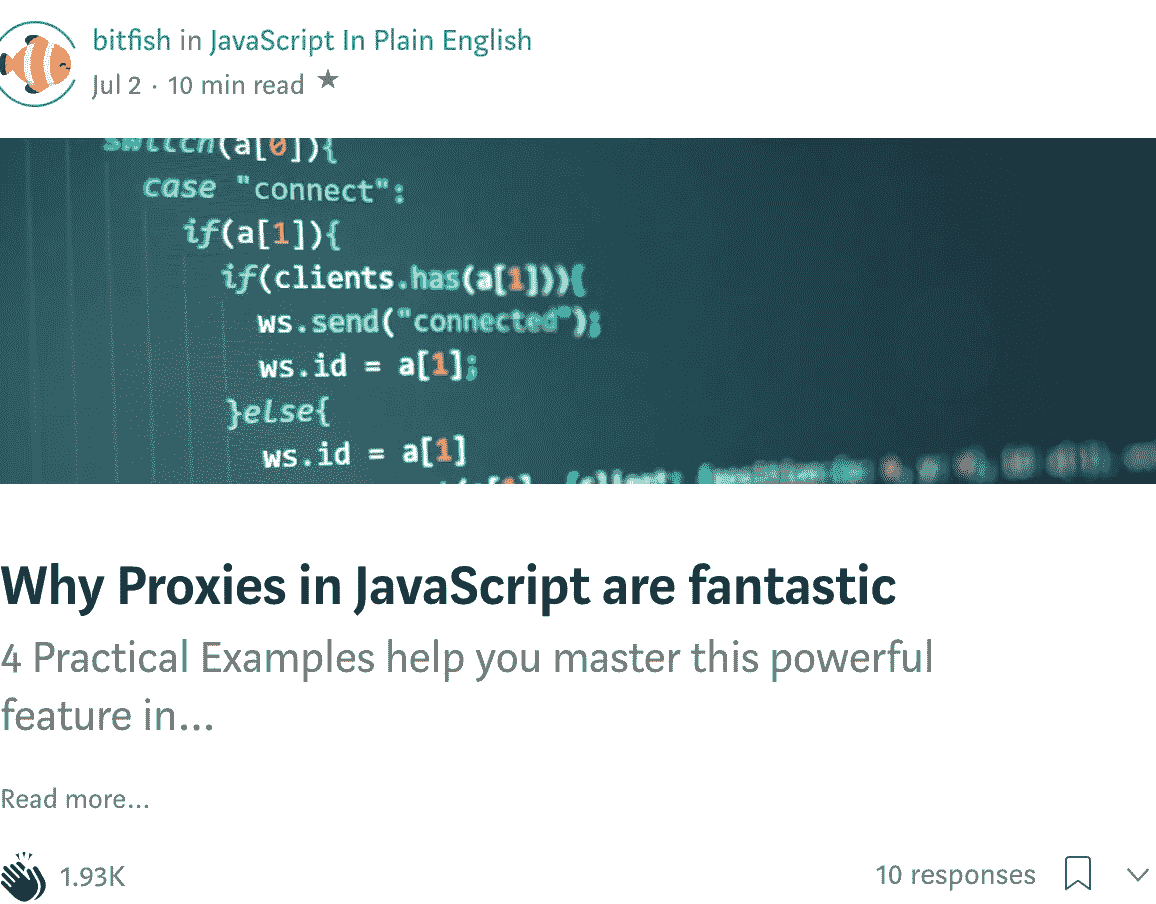 bitfish in JavaScript In Plain English
Jul 2 · 10 min read ★
switch(a[0]){
case "connect":
if(a[1]){
if(clients.has(a[1])){
ws.send("connected");
ws.id = a[1];
}else{
ws.id = a[1]
Why Proxies in JavaScript are fantastic
4 Practical Examples help you master this powerful
feature in...
Read more...
1.93K
10 responses